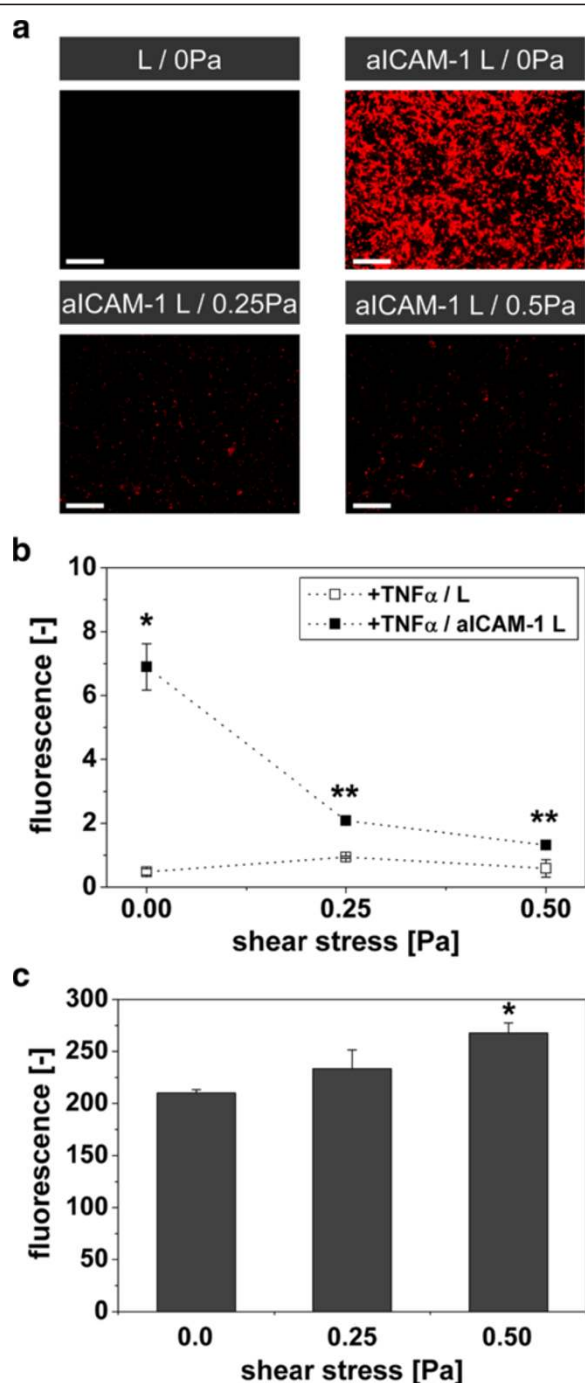 a
L / 0Pa
aICAM-1 L / 0Pa
aICAM-1 L / 0.25Pa
aICAM-1 L / 0.5Pa
b
10
8
6
4
2
0
*
**
**
+TNFα / L
+TNFα / aICAM-1 L
fluorescence [-]
0.00 0.25 0.50
shear stress [Pa]
c
300
250
200
150
100
50
0
*
fluorescence [-]
0.0 0.25 0.50
shear stress [Pa]